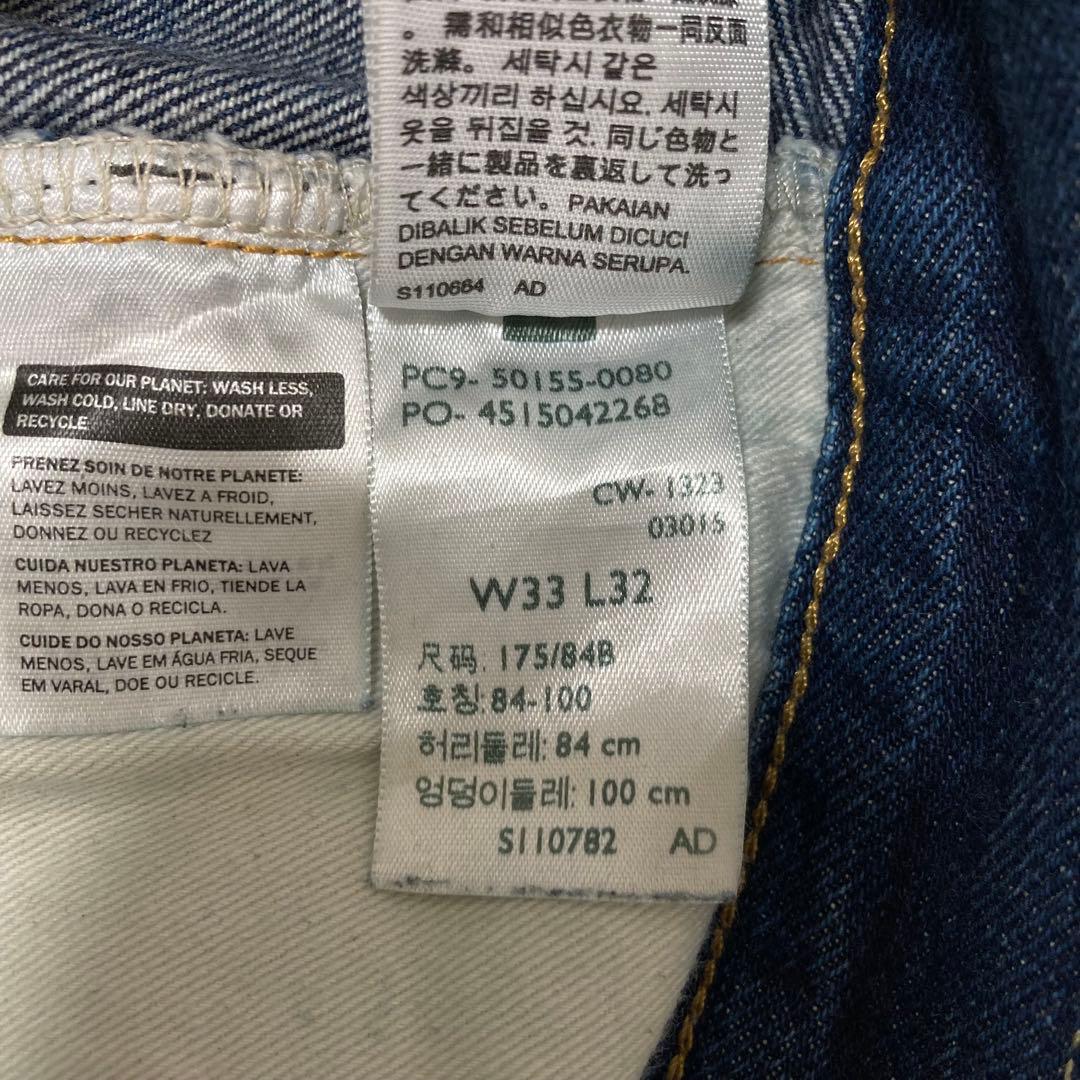 。需和相似色衣物一同反面
洗滌。세탁시 같은
색상끼리 하십시요. 세탁시
옷을 뒤집을 것. 同じ色物と
一緒に製品を裏返して洗っ
てください。PAKAIAN
DIBALIK SEBELUM DICUCI
DENGAN WARNA SERUPA.
S110664 AD
CARE FOR OUR PLANET: WASH LESS,
WASH COLD, LINE DRY, DONATE OR
RECYCLE
PRENEZ SOIN DE NOTRE PLANETE:
LAVEZ MOINS, LAVEZ A FROID,
LAISSEZ SECHER NATURELLEMENT,
DONNEZ OU RECYCLEZ
CUIDA NUESTRO PLANETA: LAVA
MENOS, LAVA EN FRIO, TIENDE LA
ROPA, DONA O RECICLA.
CUIDE DO NOSSO PLANETA: LAVE
MENOS, LAVE EM ÁGUA FRIA, SEQUE
EM VARAL, DOE OU RECICLE.
PC9- 50155-0080
PO- 4515042268
CW- 1323
03016
W33 L32
尺码. 175/84B
호칭: 84-100
허리둘레: 84 cm
엉덩이둘레: 100 cm
S110782 AD